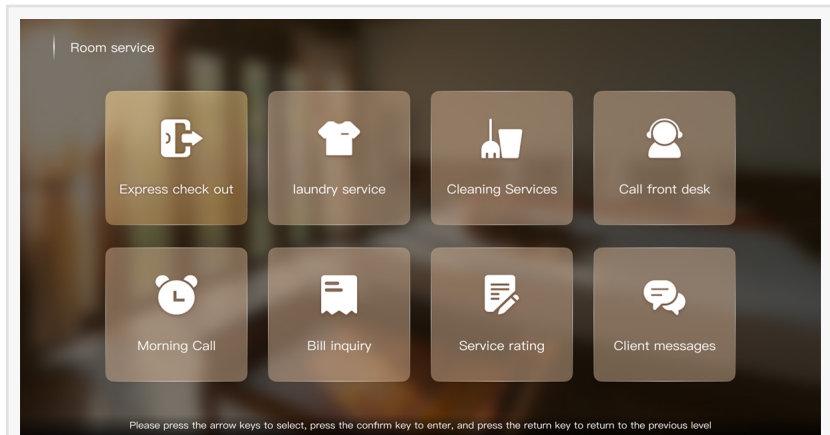 Room service
Express check out
laundry service
Cleaning Services
Call front desk
Morning Call
Bill inquiry
Service rating
Client messages
Please press the arrow keys to select, press the confirm key to enter, and press the return key to return to the previous level